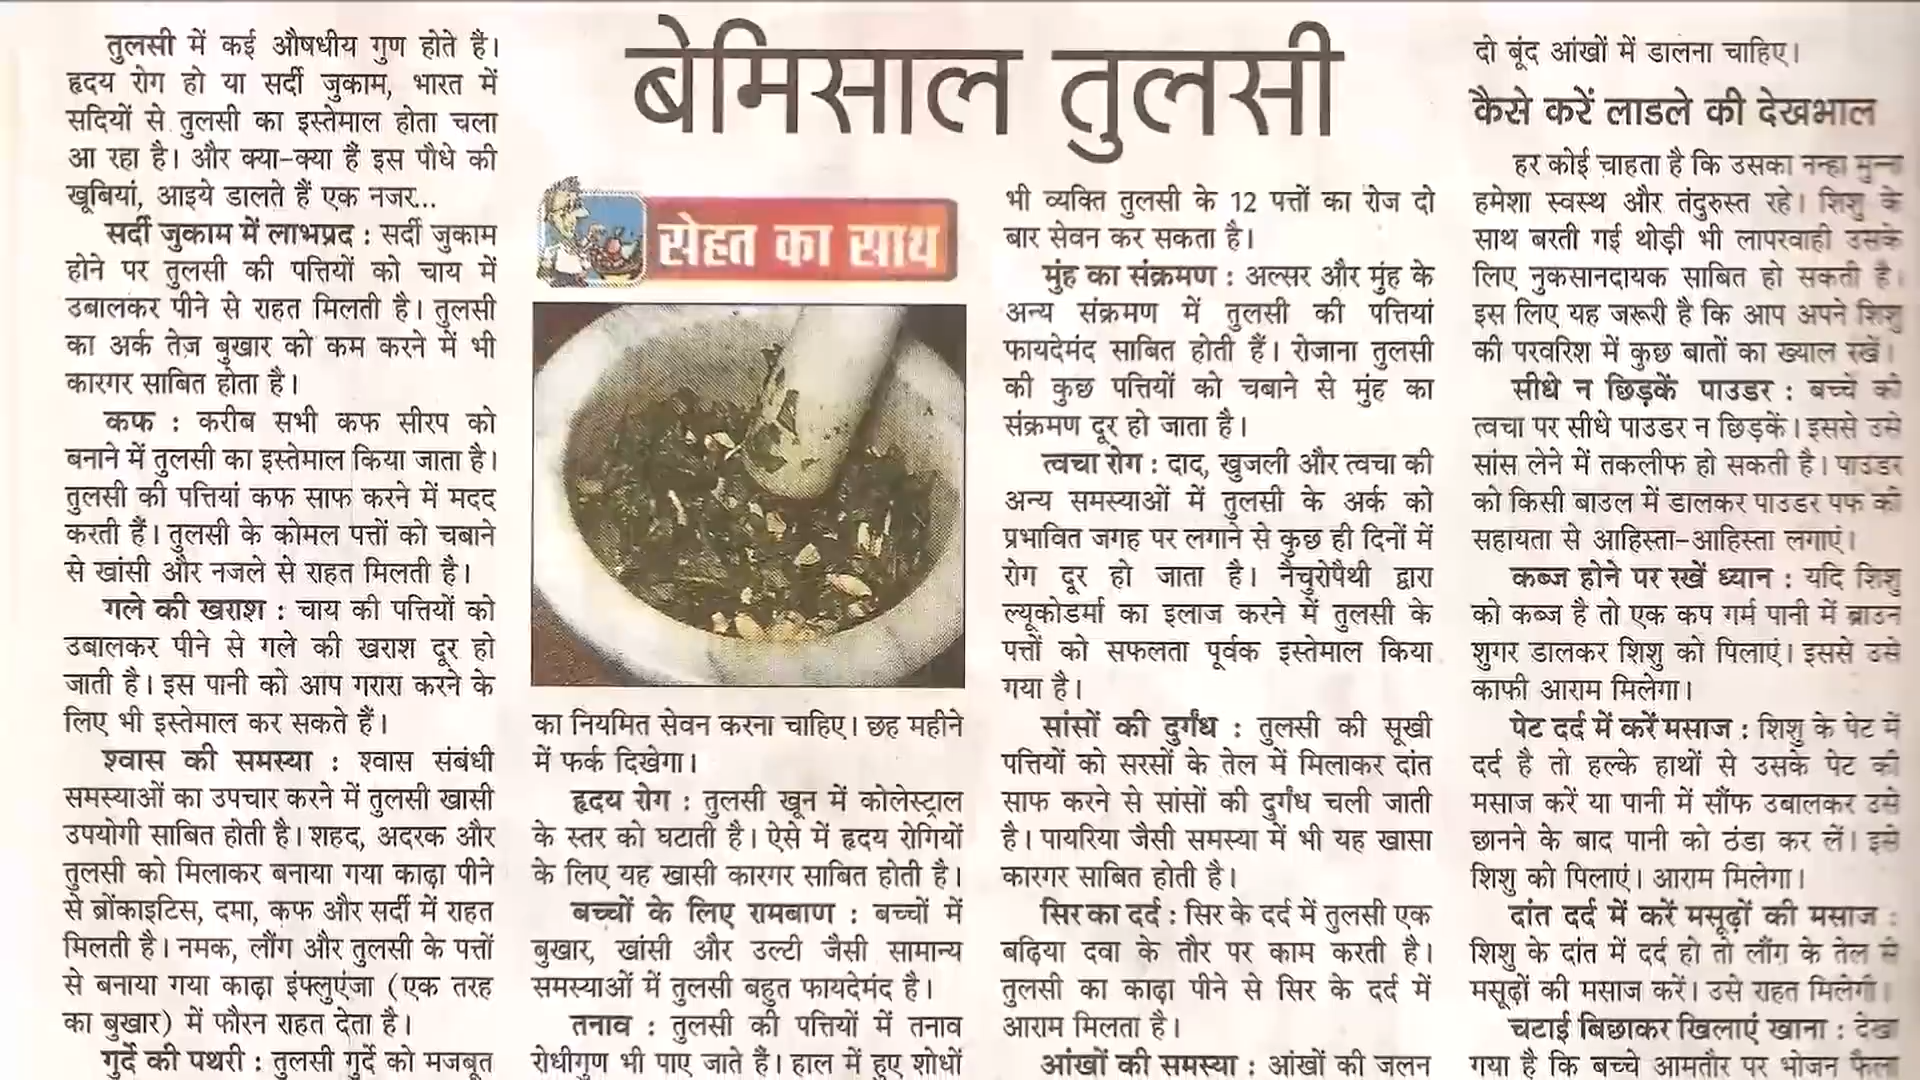 बेमिसाल तुलसी
तुलसी में कई औषधीय गुण होते हैं।
हृदय रोग हो या सर्दी जुकाम, भारत में
सदियों से तुलसी का इस्तेमाल होता चला
आ रहा है। और क्या-क्या हैं इस पौधे की
खूबियां, आइये डालते हैं एक नजर...
सर्दी जुकाम में लाभप्रद : सर्दी जुकाम
होने पर तुलसी की पत्तियों को चाय में
उबालकर पीने से राहत मिलती है। तुलसी
का अर्क तेज़ बुखार को कम करने में भी
कारगर साबित होता है।
कफ : करीब सभी कफ सीरप को
बनाने में तुलसी का इस्तेमाल किया जाता है।
तुलसी की पत्तियां कफ साफ करने में मदद
करती हैं। तुलसी के कोमल पत्तों को चबाने
से खांसी और नजले से राहत मिलती है।
गले की खराश : चाय की पत्तियों को
उबालकर पीने से गले की खराश दूर हो
जाती है। इस पानी को आप गरारा करने के
लिए भी इस्तेमाल कर सकते हैं।
श्वास की समस्या : श्वास संबंधी
समस्याओं का उपचार करने में तुलसी खासी
उपयोगी साबित होती है। शहद, अदरक और
तुलसी को मिलाकर बनाया गया काढ़ा पीने
से ब्रोंकाइटिस, दमा, कफ और सर्दी में राहत
मिलती है। नमक, लौंग और तुलसी के पत्तों
से बनाया गया काढ़ा इंफ्लुएंजा (एक तरह
का बुखार) में फौरन राहत देता है।
गुर्दे की पथरी : तुलसी गुर्दे को मजबूत
सेहत का साथ
का नियमित सेवन करना चाहिए। छह महीने
में फर्क दिखेगा।
हृदय रोग : तुलसी खून में कोलेस्ट्राल
के स्तर को घटाती है। ऐसे में हृदय रोगियों
के लिए यह खासी कारगर साबित होती है।
बच्चों के लिए रामबाण : बच्चों में
बुखार, खांसी और उल्टी जैसी सामान्य
समस्याओं में तुलसी बहुत फायदेमंद है।
तनाव : तुलसी की पत्तियों में तनाव
रोधीगुण भी पाए जाते हैं। हाल में हुए शोधों
भी व्यक्ति तुलसी के 12 पत्तों का रोज दो
बार सेवन कर सकता है।
मुंह का संक्रमण : अल्सर और मुंह के
अन्य संक्रमण में तुलसी की पत्तियां
फायदेमंद साबित होती हैं। रोजाना तुलसी
की कुछ पत्तियों को चबाने से मुंह का
संक्रमण दूर हो जाता है।
त्वचा रोग : दाद, खुजली और त्वचा की
अन्य समस्याओं में तुलसी के अर्क को
प्रभावित जगह पर लगाने से कुछ ही दिनों में
रोग दूर हो जाता है। नैचुरोपैथी द्वारा
ल्यूकोडर्मा का इलाज करने में तुलसी के
पत्तों को सफलता पूर्वक इस्तेमाल किया
गया है।
सांसों की दुर्गंध : तुलसी की सूखी
पत्तियों को सरसों के तेल में मिलाकर दांत
साफ करने से सांसों की दुर्गंध चली जाती
है। पायरिया जैसी समस्या में भी यह खासा
कारगर साबित होती है।
सिर का दर्द : सिर के दर्द में तुलसी एक
बढ़िया दवा के तौर पर काम करती है।
तुलसी का काढ़ा पीने से सिर के दर्द में
आराम मिलता है।
आंखों की समस्या : आंखों की जलन
दो बूंद आंखों में डालना चाहिए।
कैसे करें लाडले की देखभाल
हर कोई चाहता है कि उसका नन्हा मुन्ना
हमेशा स्वस्थ और तंदुरुस्त रहे। शिशु के
साथ बरती गई थोड़ी भी लापरवाही उसके
लिए नुकसानदायक साबित हो सकती है।
इस लिए यह जरूरी है कि आप अपने शिशु
की परवरिश में कुछ बातों का ख्याल रखें।
सीधे न छिड़कें पाउडर : बच्चे की
त्वचा पर सीधे पाउडर न छिड़कें। इससे उसे
सांस लेने में तकलीफ हो सकती है। पाउडर
को किसी बाउल में डालकर पाउडर पफ की
सहायता से आहिस्ता-आहिस्ता लगाएं।
कब्ज होने पर रखें ध्यान : यदि शिशु
को कब्ज है तो एक कप गर्म पानी में ब्राउन
शुगर डालकर शिशु को पिलाएं। इससे उसे
काफी आराम मिलेगा।
पेट दर्द में करें मसाज : शिशु के पेट में
दर्द है तो हल्के हाथों से उसके पेट की
मसाज करें या पानी में सौंफ उबालकर उसे
छानने के बाद पानी को ठंडा कर लें। इसे
शिशु को पिलाएं। आराम मिलेगा।
दांत दर्द में करें मसूढ़ों की मसाज :
शिशु के दांत में दर्द हो तो लौंग के तेल से
मसूढ़ों की मसाज करें। उसे राहत मिलेगी।
चटाई बिछाकर खिलाएं खाना : देखा
गया है कि बच्चे आमतौर पर भोजन फैला